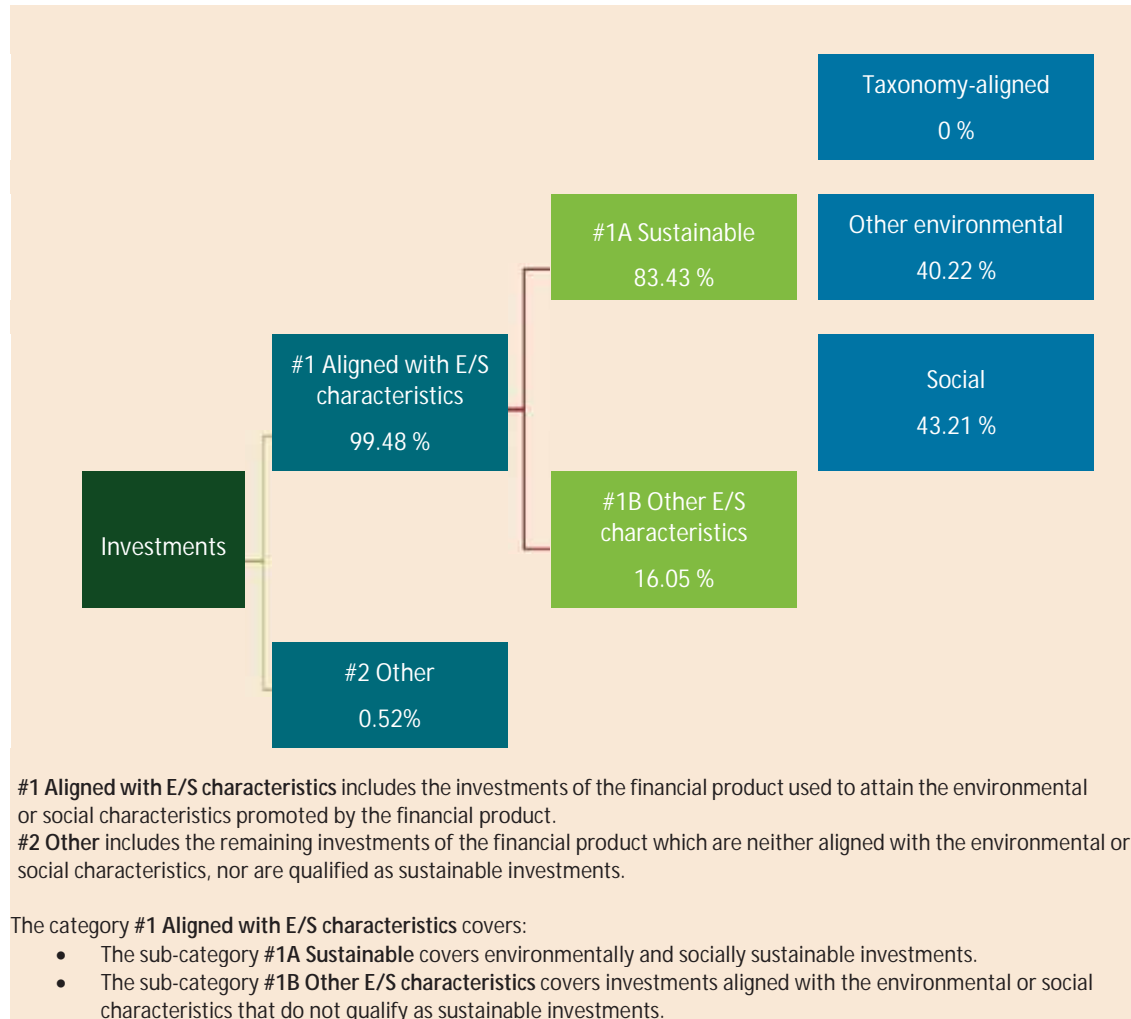 Taxonomy-aligned
0 %
#1A Sustainable
83.43 %
Other environmental
40.22 %
#1 Aligned with E/S
characteristics
99.48 %
Social
43.21 %
Investments
#1B Other E/S
characteristics
16.05 %
#2 Other
0.52%
#1 Aligned with E/S characteristics includes the investments of the financial product used to attain the environmental
or social characteristics promoted by the financial product.
#2 Other includes the remaining investments of the financial product which are neither aligned with the environmental or
social characteristics, nor are qualified as sustainable investments.
The category #1 Aligned with E/S characteristics covers:
• The sub-category #1A Sustainable covers environmentally and socially sustainable investments.
• The sub-category #1B Other E/S characteristics covers investments aligned with the environmental or social
characteristics that do not qualify as sustainable investments.